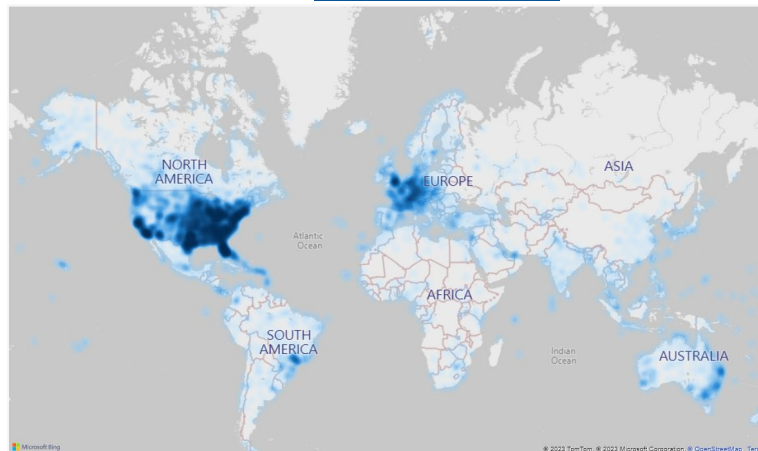 NORTH
AMERICA
EUROPE
ASIA
Atlantic
Ocean
AFRICA
SOUTH
AMERICA
Indian
Ocean
AUSTRALIA
Microsoft Bing
© 2023 TomTom, © 2023 Microsoft Corporation, © OpenStreetMap